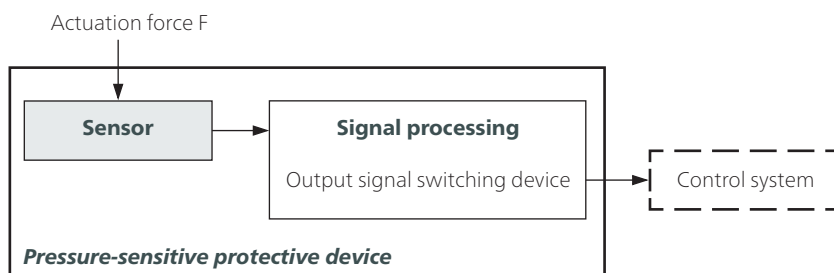 Actuation force F
Sensor
Signal processing
Output signal switching device
Control system
Pressure-sensitive protective device